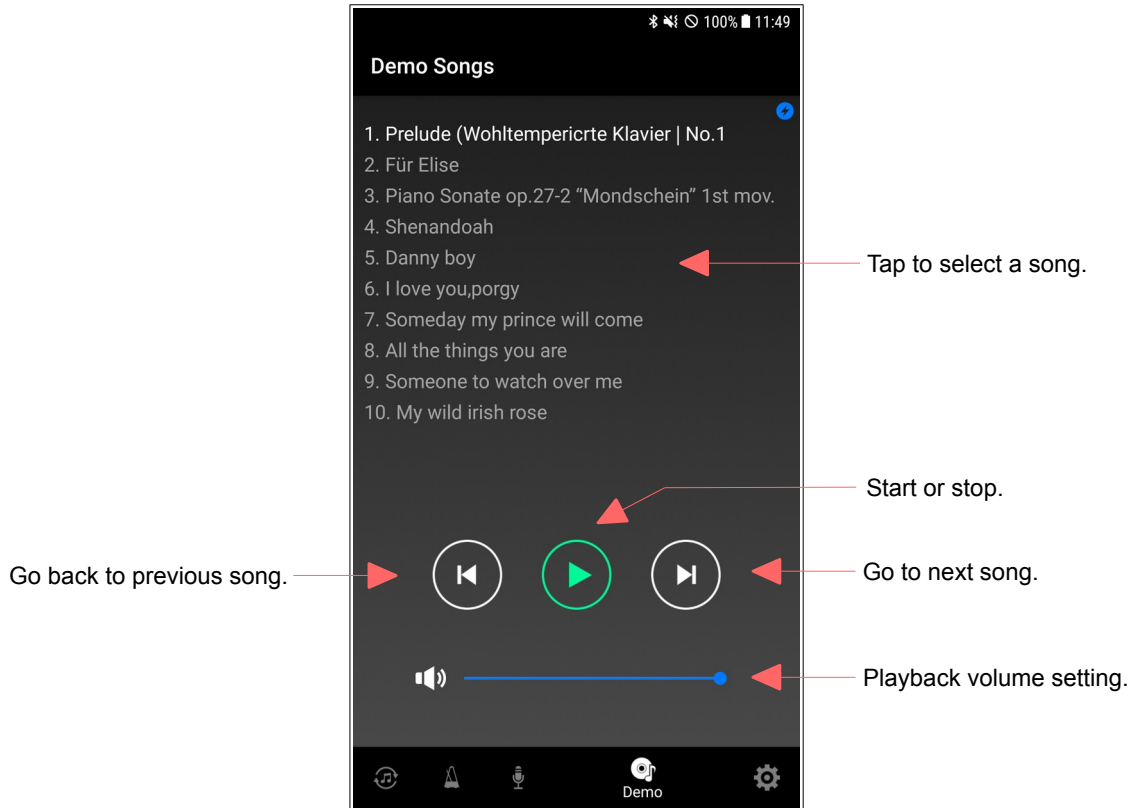 100% 11:49
Demo Songs
1. Prelude (Wohltempericrte Klavier | No.1
2. Für Elise
3. Piano Sonate op.27-2 “Mondschein” 1st mov.
4. Shenandoah
5. Danny boy
Tap to select a song.
6. I love you,porgy
7. Someday my prince will come
8. All the things you are
9. Someone to watch over me
10. My wild irish rose
Start or stop.
Go back to previous song.
Go to next song.
Playback volume setting.
Demo